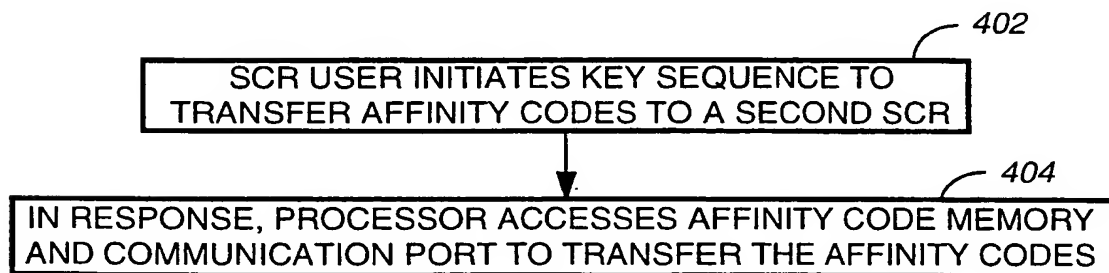 402
SCR USER INITIATES KEY SEQUENCE TO
TRANSFER AFFINITY CODES TO A SECOND SCR
404
IN RESPONSE, PROCESSOR ACCESSES AFFINITY CODE MEMORY
AND COMMUNICATION PORT TO TRANSFER THE AFFINITY CODES